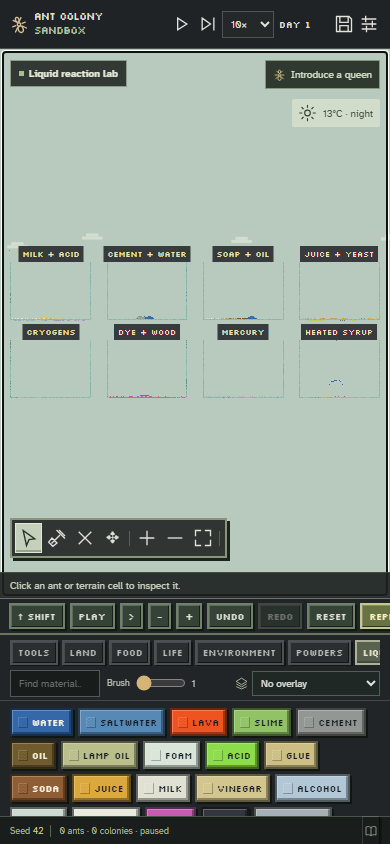 ANT COLONY
SANDBOX
10x
DAY 1
Liquid reaction lab
Introduce a queen
13°C · night
MILK + ACID
CEMENT + WATER
SOAP + OIL
JUICE + YEAST
CRYOGENS
DYE + WOOD
MERCURY
HEATED SYRUP
Click an ant or terrain cell to inspect it.
↑ SHIFT
PLAY
>
-
+
UNDO
REDO
RESET
TOOLS
LAND
FOOD
LIFE
ENVIRONMENT
POWDERS
Find material..
Brush
1
No overlay
WATER
SALTWATER
LAVA
SLIME
CEMENT
OIL
LAMP OIL
FOAM
ACID
GLUE
SODA
JUICE
MILK
VINEGAR
ALCOHOL
Seed 42 | 0 ants · 0 colonies · paused